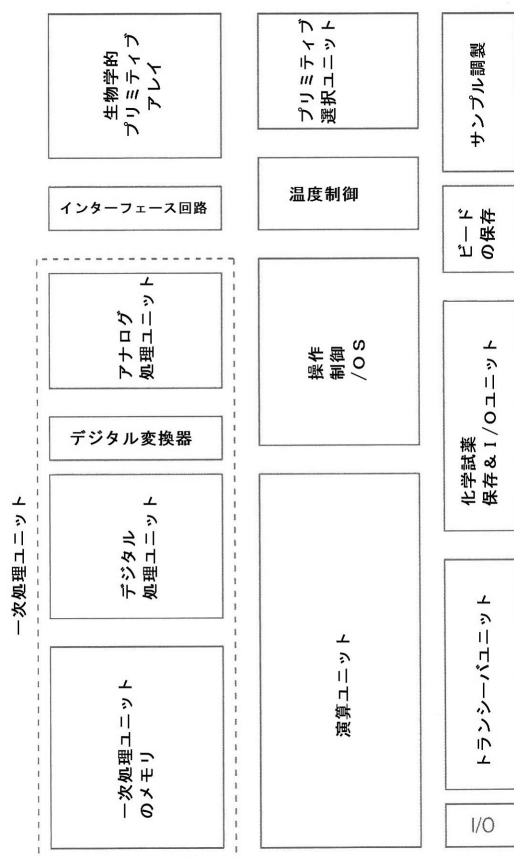 生物学的
プリミティブ
アレイ
プリミティブ
選択ユニット
サンプル調製
インターフェース回路
温度制御
ビード
の保存
アナログ
処理ユニット
操作
制御
/OS
化学試薬
保存& I/Oユニット
デジタル変換器
一次処理ユニット
デジタル
処理ユニット
演算ユニット
トランシーバユニット
一次処理ユニット
のメモリ
I/O